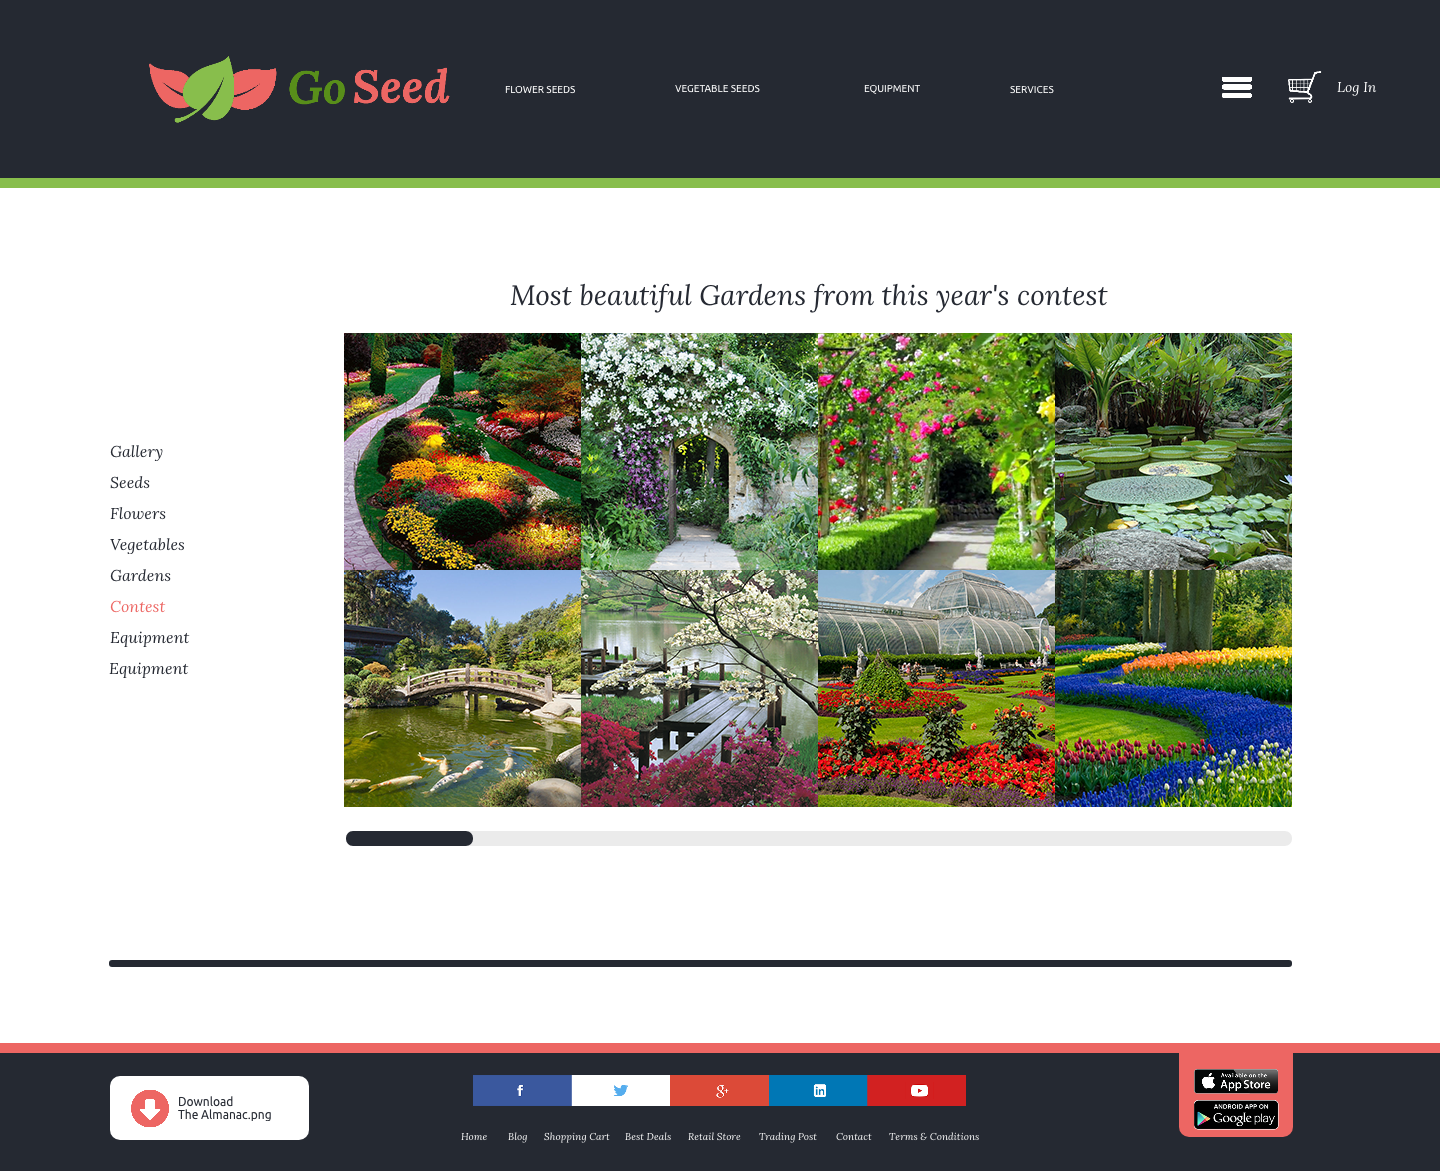 Go Seed
FLOWER SEEDS
VEGETABLE SEEDS
EQUIPMENT
SERVICES
Log In
Most beautiful Gardens from this year's contest
Gallery
Seeds
Flowers
Vegetables
Gardens
Contest
Equipment
Equipment
Download
The Almanac.png
f
g+
in
Available on the
App Store
ANDROID APP ON
Google play
Home
Blog
Shopping Cart
Best Deals
Retail Store
Trading Post
Contact
Terms & Conditions